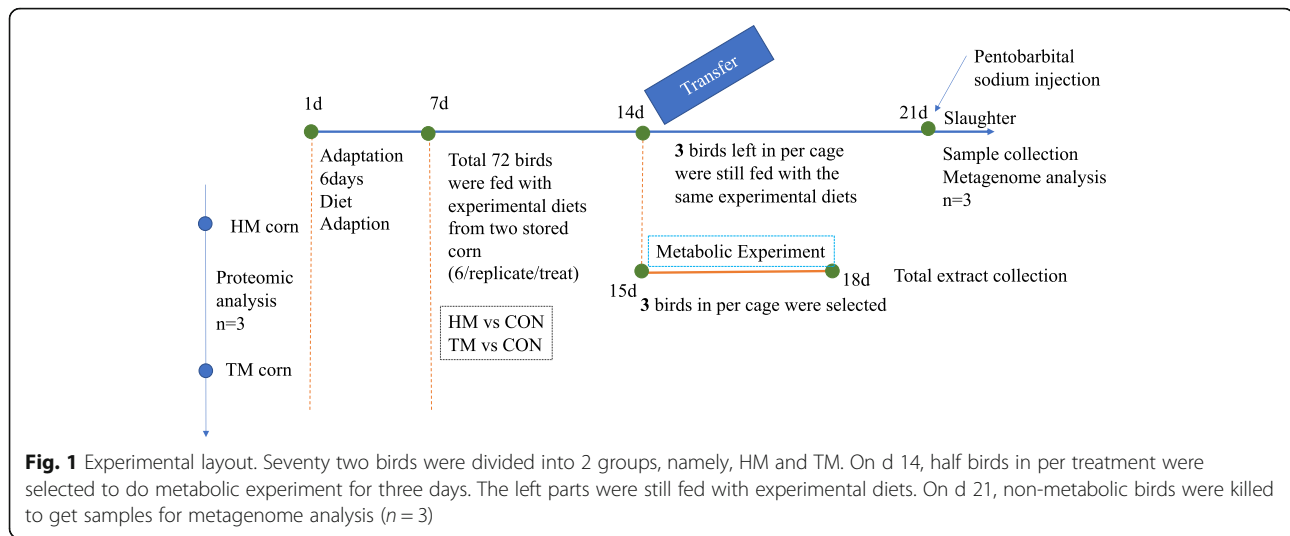 Transfer
Pentobarbital
sodium injection
1d
7d
14d
21d
Slaughter
Adaptation
6days
Diet
Adaption
Total 72 birds
were fed with
experimental diets
from two stored
corn
(6/replicate/treat)
3 birds left in per cage
were still fed with the
same experimental diets
Sample collection
Metagenome analysis
n=3
HM corn
Proteomic
analysis
n=3
TM corn
HM vs CON
TM vs CON
Metabolic Experiment
15d
18d
3 birds in per cage were selected
Total extract collection
Fig. 1 Experimental layout. Seventy two birds were divided into 2 groups, namely, HM and TM. On d 14, half birds in per treatment were
selected to do metabolic experiment for three days. The left parts were still fed with experimental diets. On d 21, non-metabolic birds were killed
to get samples for metagenome analysis (n = 3)